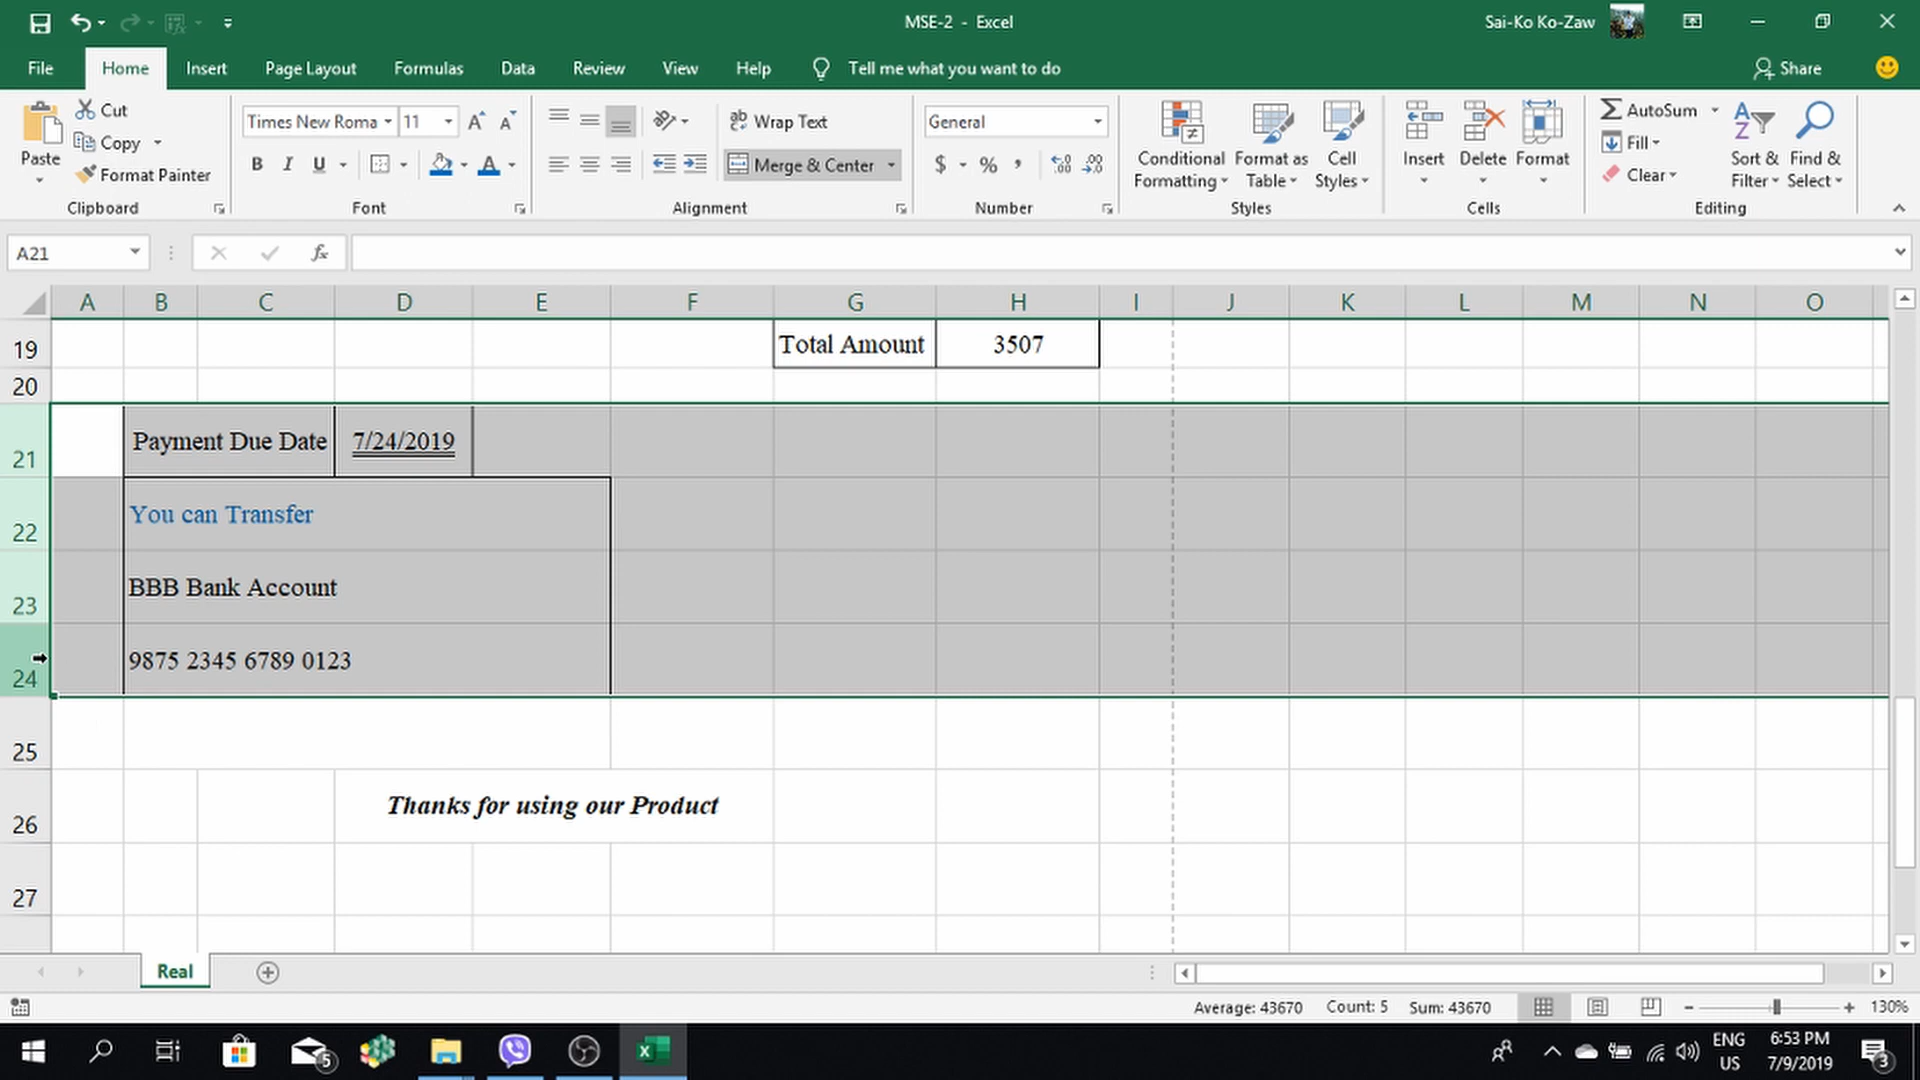 MSE-2 - Excel
Sai-Ko Ko-Zaw
File Home Insert Page Layout Formulas Data Review View Help Tell me what you want to do Share
Paste
Cut
Copy
Format Painter
Clipboard
Times New Roma 11
B I U
Font
Wrap Text
Merge & Center
Alignment
General
$ % ,
Number
Conditional Formatting
Format as Table
Cell Styles
Styles
Insert Delete Format
Cells
AutoSum
Fill
Clear
Sort & Filter
Find & Select
Editing
A21
fx
A B C D E F G H I J K L M N O
19 Total Amount 3507
20
21 Payment Due Date 7/24/2019
22 You can Transfer
23 BBB Bank Account
24 9875 2345 6789 0123
25
26 Thanks for using our Product
27
Real
Average: 43670 Count: 5 Sum: 43670 130%
5
ENG
US
6:53 PM
7/9/2019
3